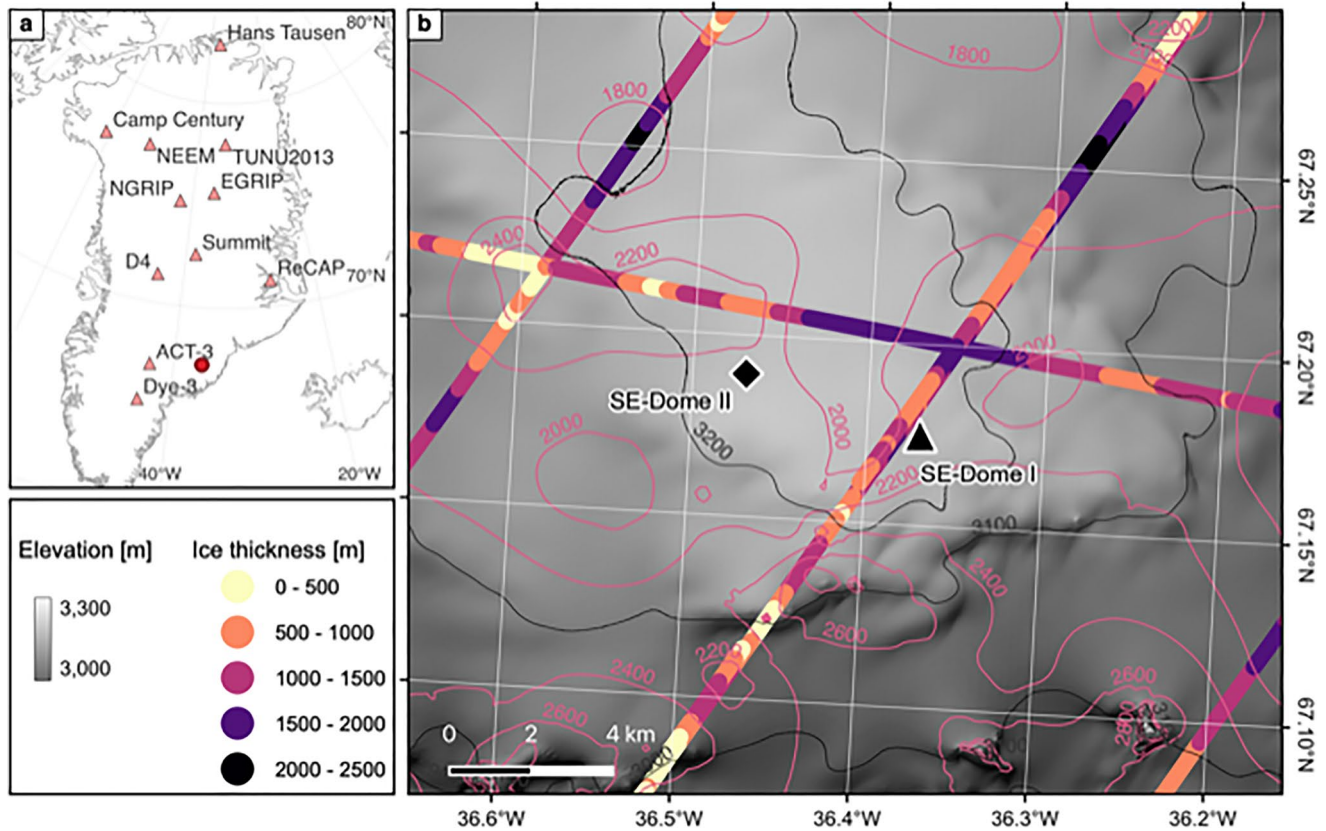 a
80°N
Hans Tausen
Camp Century
NEEM
TUNU2013
NGRIP
EGRIP
Summit
D4
ReCAP
70°N
ACT-3
Dye-3
40°W
20°W
Elevation [m]
3,300
3,000
Ice thickness [m]
0 - 500
500 - 1000
1000 - 1500
1500 - 2000
2000 - 2500
b
2200
1800
1800
67.25°N
2400
2200
2000
67.20°N
SE-Dome II
2000
2000
3200
SE-Dome I
2200
3100
67.15°N
2400
2600
2200
2400
2600
2600
2800
67.10°N
0
2
4 km
36.6°W
36.5°W
36.4°W
36.3°W
36.2°W